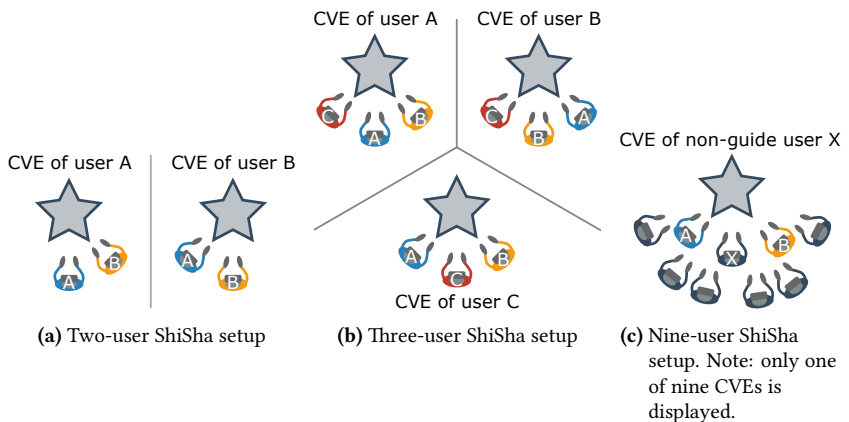 CVE of user A
CVE of user B
C
A
B
C
B
A
CVE of user A
CVE of user B
A
B
A
B
A
C
B
CVE of user C
CVE of non-guide user X
A
X
B
(a) Two-user ShiSha setup
(b) Three-user ShiSha setup
(c) Nine-user ShiSha
setup. Note: only one
of nine CVEs is
displayed.